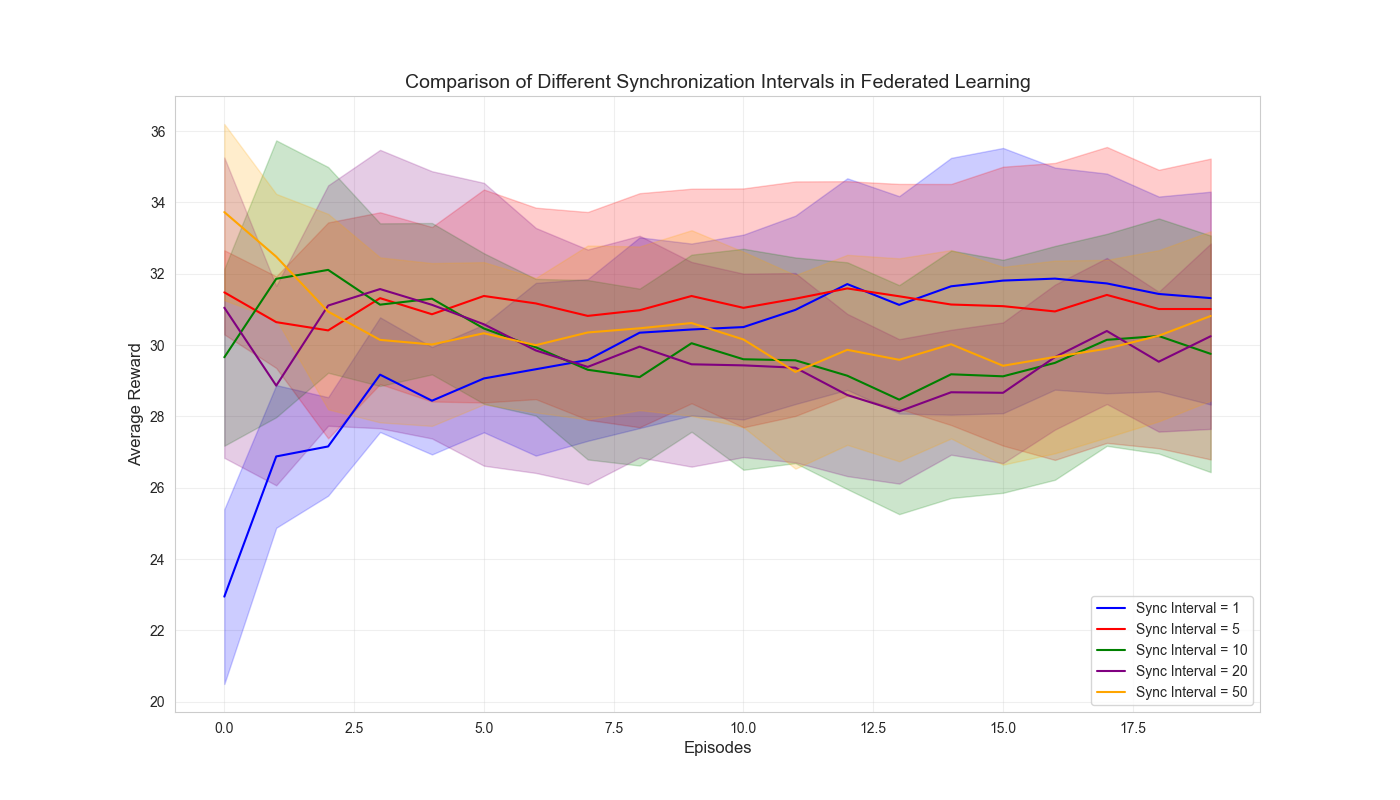 Comparison of Different Synchronization Intervals in Federated Learning
Average Reward
36
34
32
30
28
26
24
22
20
0.0 2.5 5.0 7.5 10.0 12.5 15.0 17.5
Episodes
Sync Interval = 1
Sync Interval = 5
Sync Interval = 10
Sync Interval = 20
Sync Interval = 50